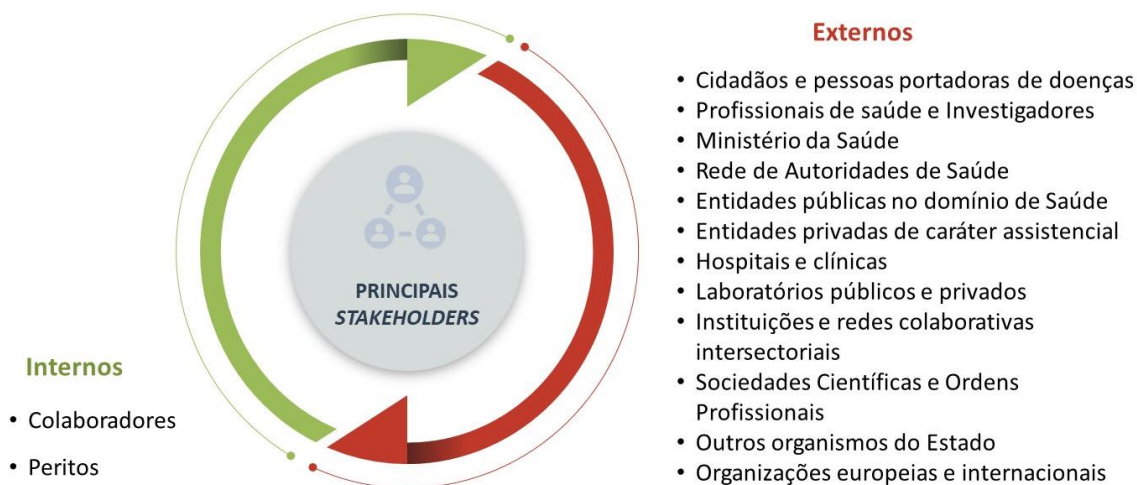 PRINCIPAIS
STAKEHOLDERS
Internos
• Colaboradores
• Peritos
Externos
• Cidadãos e pessoas portadoras de doenças
• Profissionais de saúde e Investigadores
• Ministério da Saúde
• Rede de Autoridades de Saúde
• Entidades públicas no domínio de Saúde
• Entidades privadas de caráter assistencial
• Hospitais e clínicas
• Laboratórios públicos e privados
• Instituições e redes colaborativas
intersectoriais
• Sociedades Científicas e Ordens
Profissionais
• Outros organismos do Estado
• Organizações europeias e internacionais